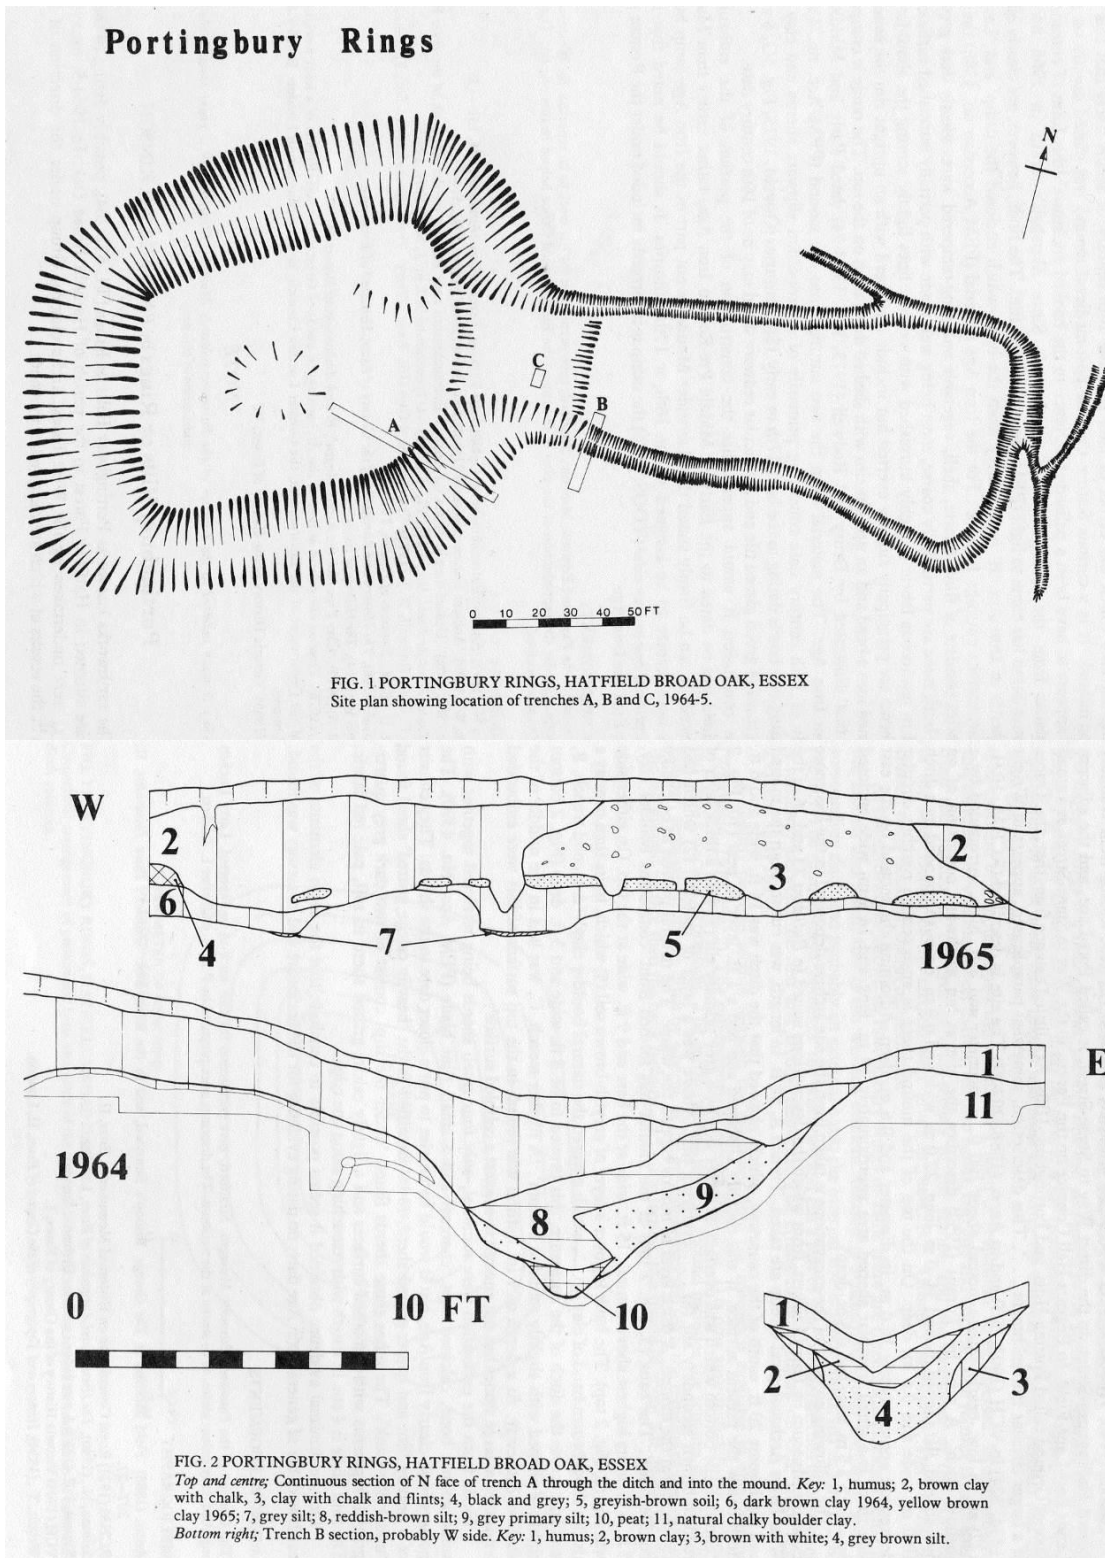 Portingbury Rings
N
C
B
A
0 10 20 30 40 50 FT
FIG. 1 PORTINGBURY RINGS, HATFIELD BROAD OAK, ESSEX
Site plan showing location of trenches A, B and C, 1964-5.
W
2
2
3
6
4
7
5
1965
1
E
11
1964
9
8
0
10 FT
10
1
2
3
4
FIG. 2 PORTINGBURY RINGS, HATFIELD BROAD OAK, ESSEX
Top and centre; Continuous section of N face of trench A through the ditch and into the mound. Key: 1, humus; 2, brown clay
with chalk, 3, clay with chalk and flints; 4, black and grey; 5, greyish-brown soil; 6, dark brown clay 1964, yellow brown
clay 1965; 7, grey silt; 8, reddish-brown silt; 9, grey primary silt; 10, peat; 11, natural chalky boulder clay.
Bottom right; Trench B section, probably W side. Key: 1, humus; 2, brown clay; 3, brown with white; 4, grey brown silt.